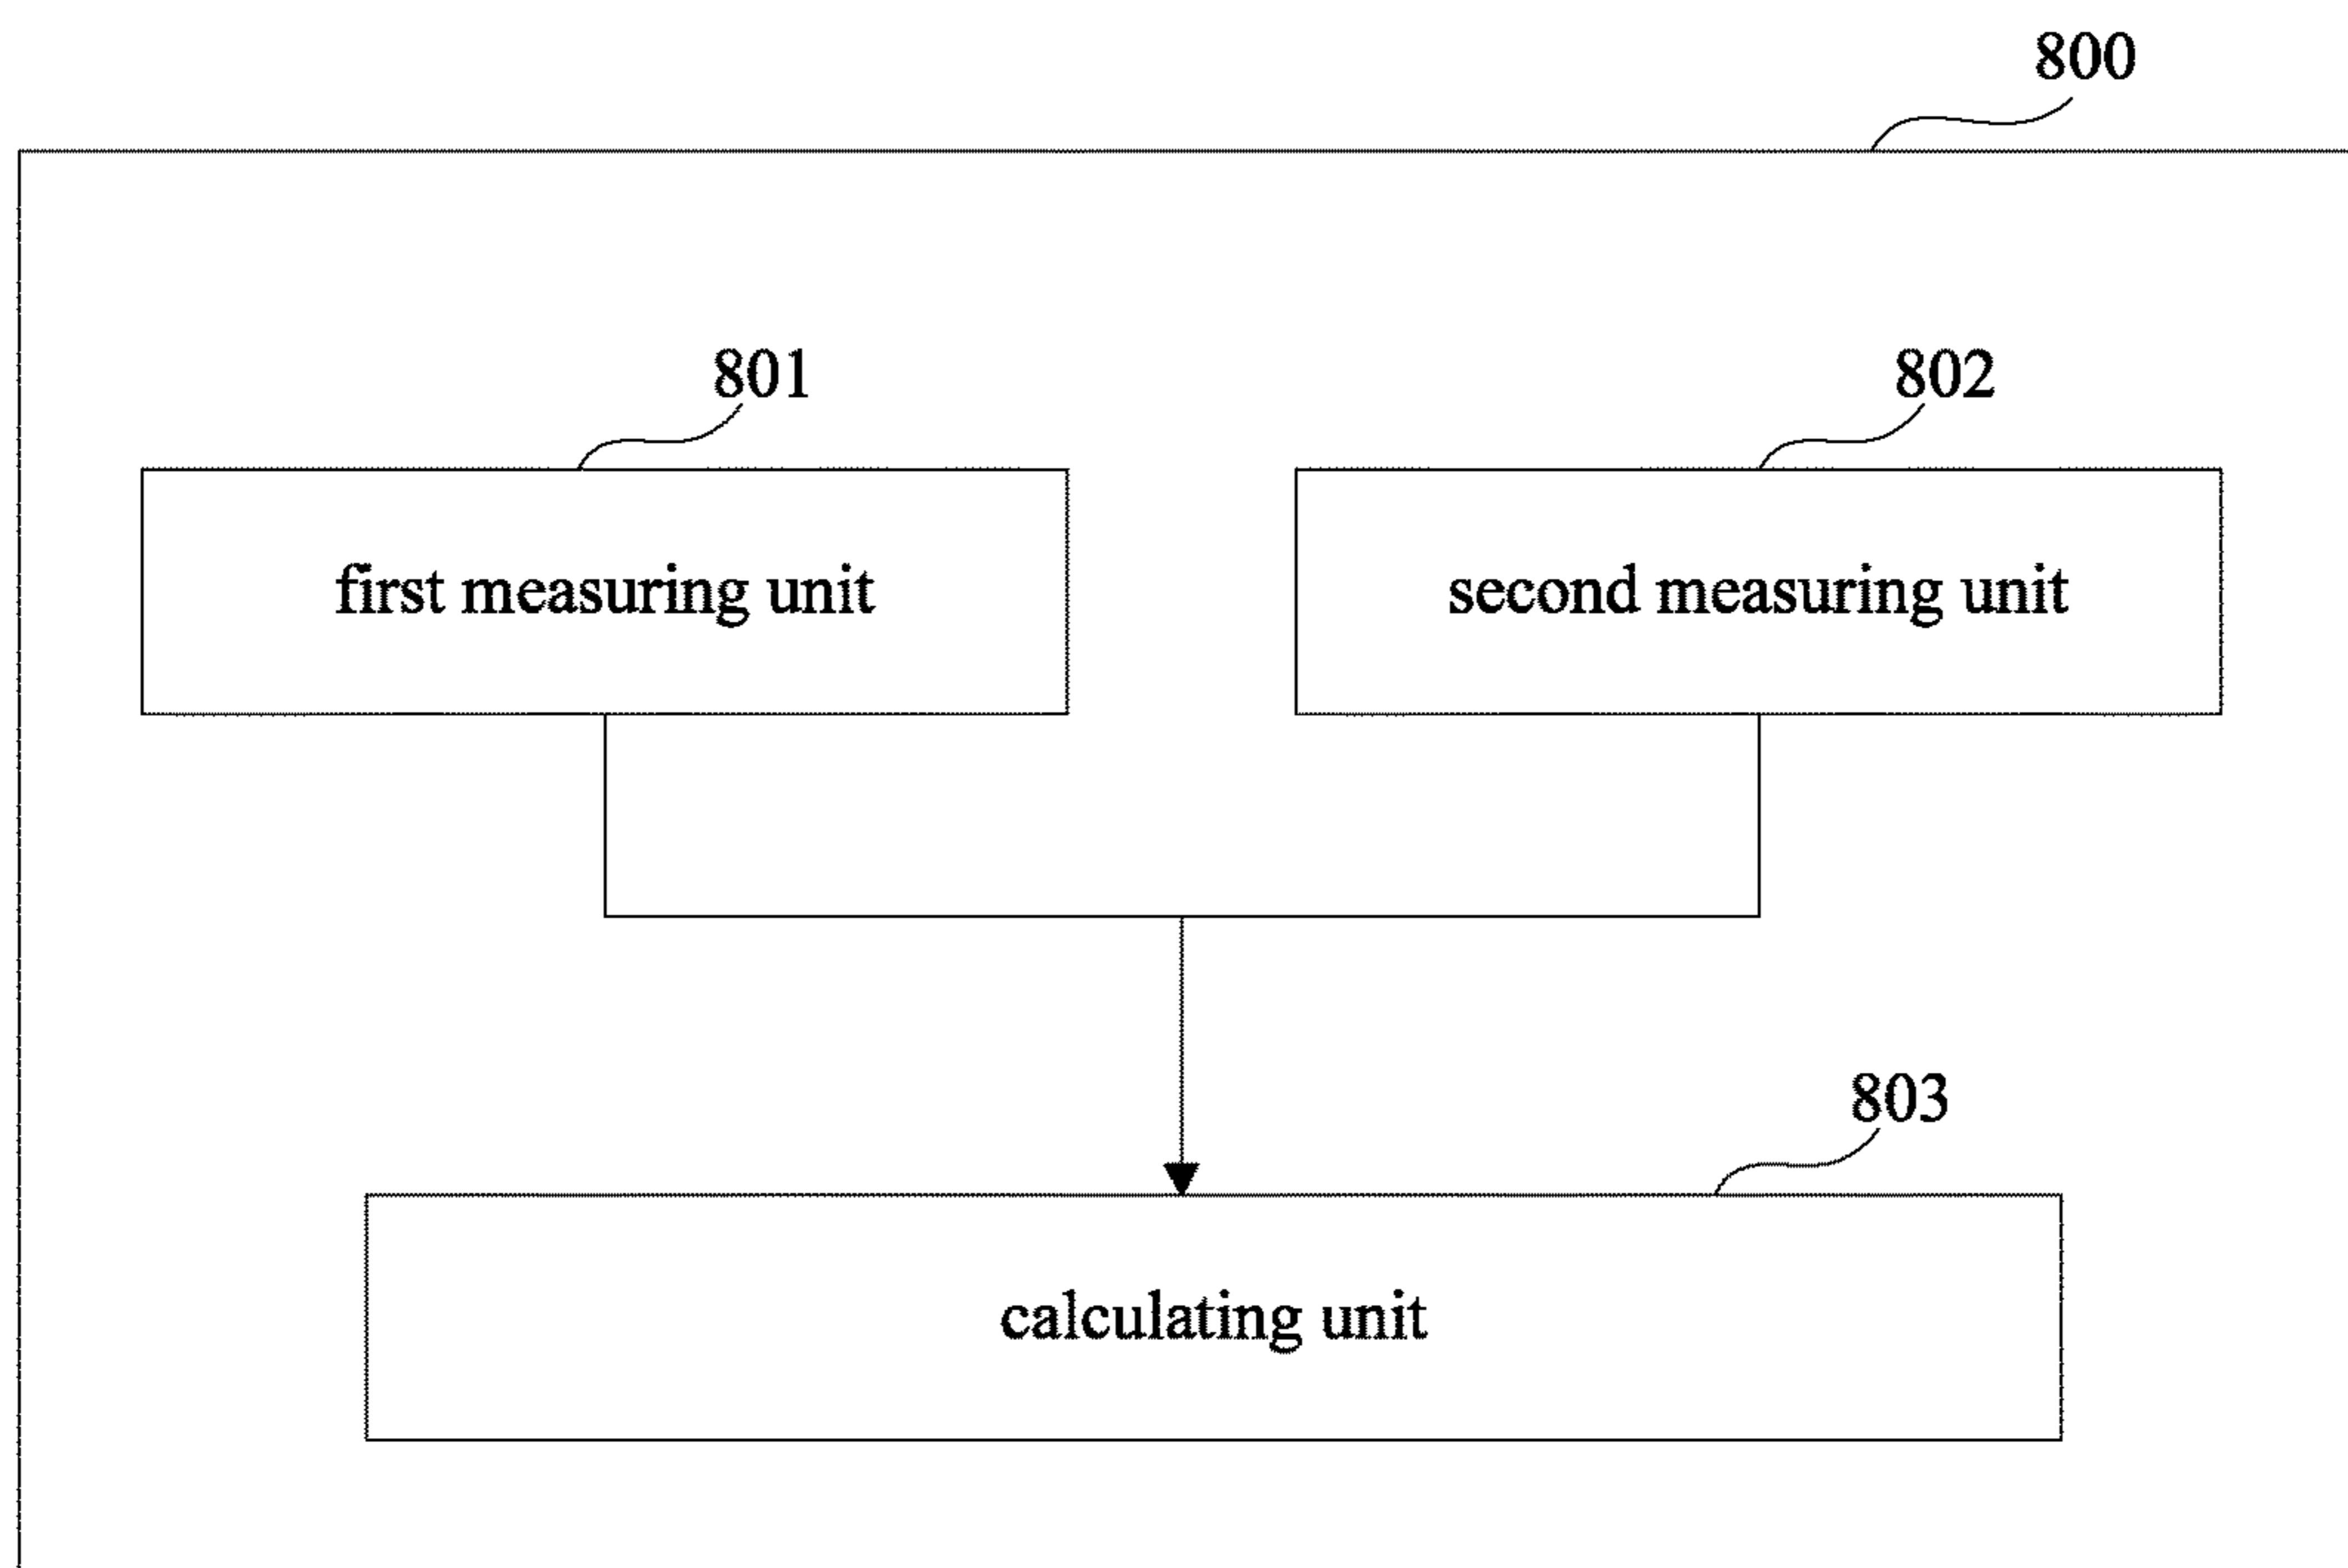 800
801
802
first measuring unit
second measuring unit
803
calculating unit